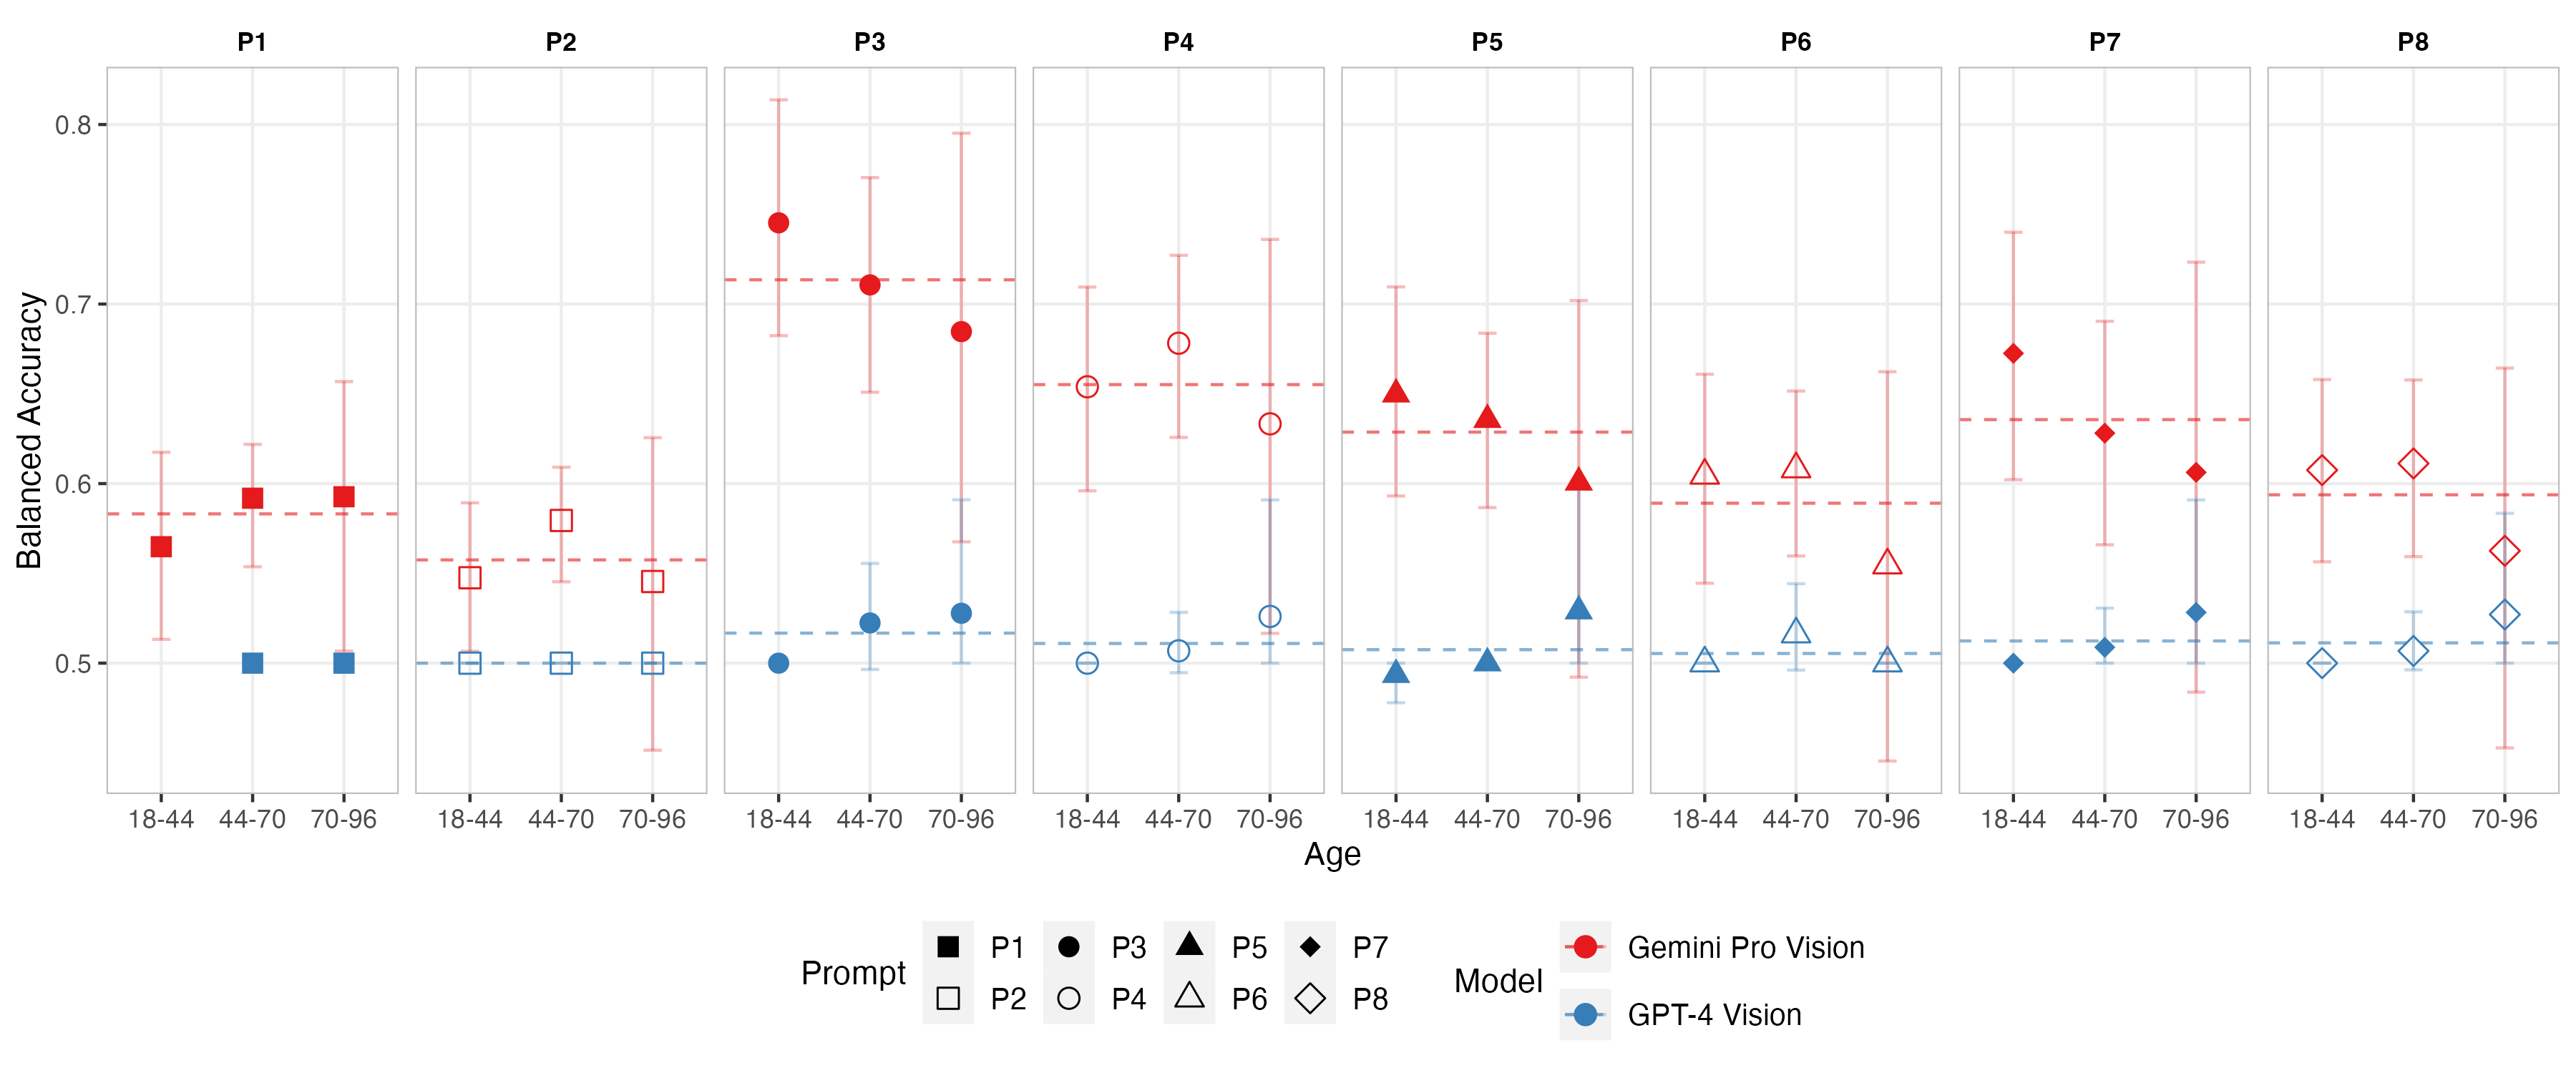 P1 P2 P3 P4 P5 P6 P7 P8
Balanced Accuracy
0.8
0.7
0.6
0.5
18-44 44-70 70-96 18-44 44-70 70-96 18-44 44-70 70-96 18-44 44-70 70-96 18-44 44-70 70-96 18-44 44-70 70-96 18-44 44-70 70-96 18-44 44-70 70-96
Age
Prompt
P1 P3 P5 P7
P2 P4 P6 P8
Model
Gemini Pro Vision
GPT-4 Vision